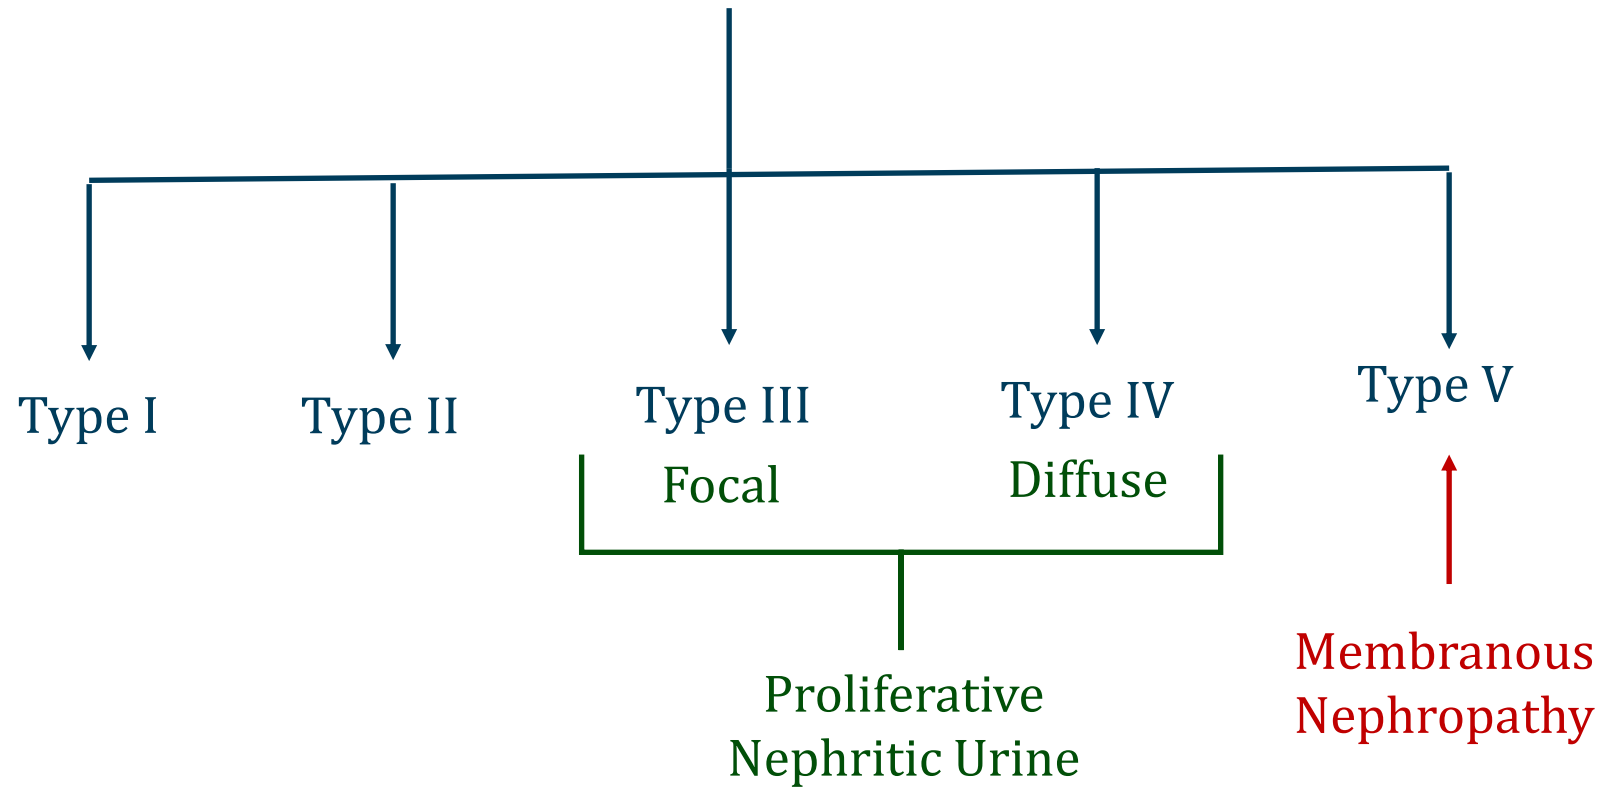 Type I
Type II
Type III
Type IV
Type V
Focal
Diffuse
Proliferative
Nephritic Urine
Membranous
Nephropathy